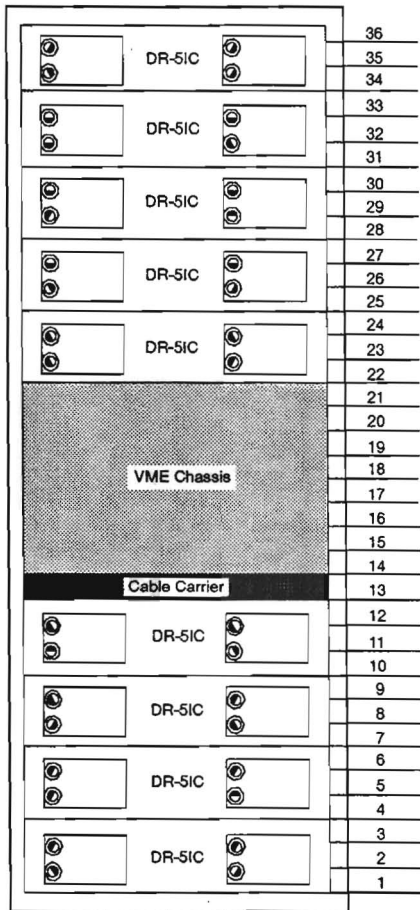 36
DR-5IC 35
34
33
DR-5IC 32
31
30
DR-5IC 29
28
27
DR-5IC 26
25
24
DR-5IC 23
22
21
20
19
VME Chassis 18
17
16
15
14
Cable Carrier 13
12
DR-5IC 11
10
9
DR-5IC 8
7
6
DR-5IC 5
4
3
DR-5IC 2
1